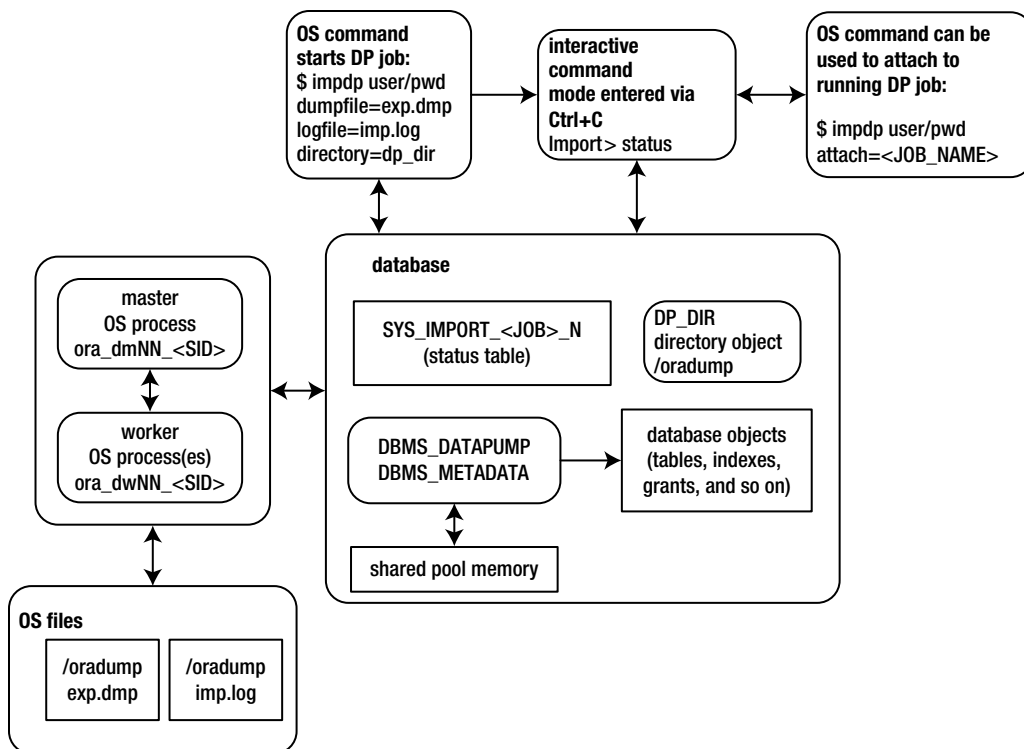 OS command
starts DP job:
$ impdp user/pwd
dumpfile=exp.dmp
logfile=imp.log
directory=dp_dir
interactive
command
mode entered via
Ctrl+C
Import> status
OS command can be
used to attach to
running DP job:
$ impdp user/pwd
attach=<JOB_NAME>
database
master
OS process
ora_dmNN_<SID>
worker
OS process(es)
ora_dwNN_<SID>
SYS_IMPORT_<JOB>_N
(status table)
DP_DIR
directory object
/oradump
DBMS_DATAPUMP
DBMS_METADATA
database objects
(tables, indexes,
grants, and so on)
shared pool memory
OS files
/oradump
exp.dmp
/oradump
imp.log